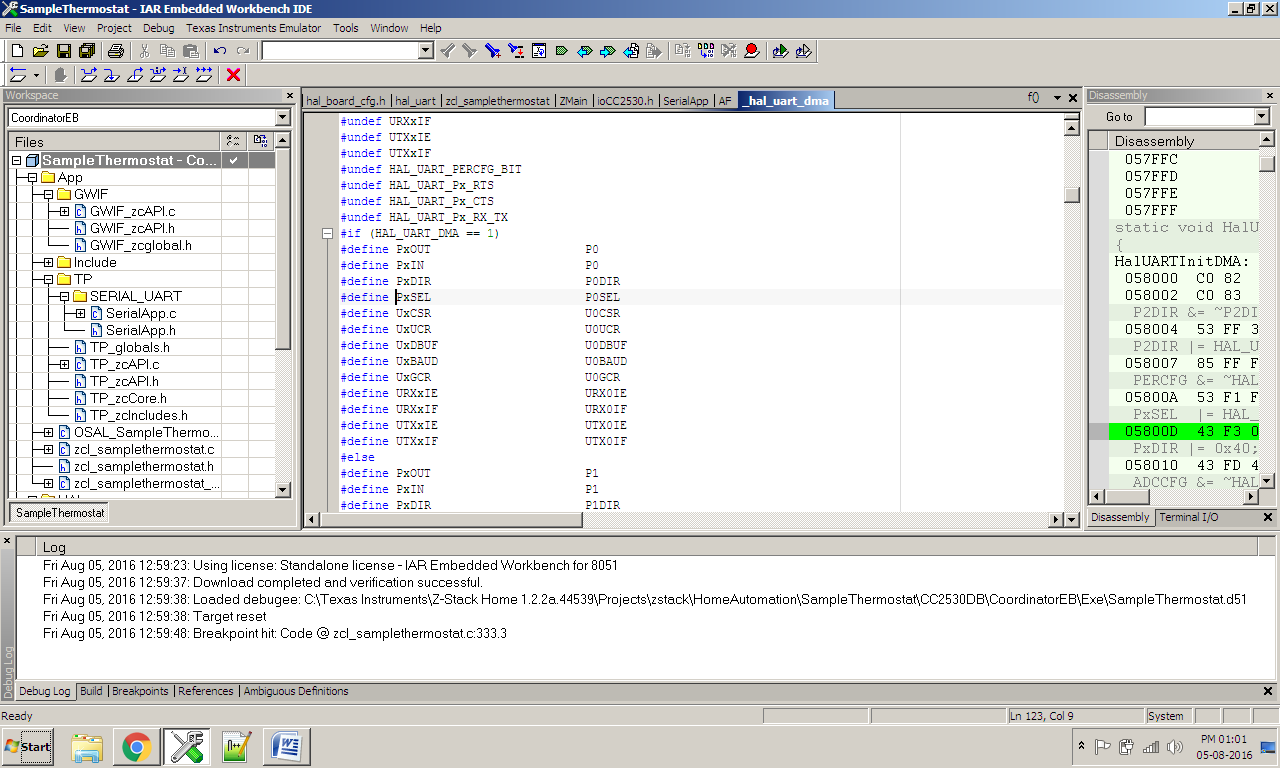 SampleThermostat - IAR Embedded Workbench IDE
File Edit View Project Debug Texas Instruments Emulator Tools Window Help
Workspace
CoordinatorEB
Files
SampleThermostat - Co...
App
GWIF
GWIF_zcAPI.c
GWIF_zcAPI.h
GWIF_zcglobal.h
Include
TP
SERIAL_UART
SerialApp.c
SerialApp.h
TP_globals.h
TP_zcAPI.c
TP_zcAPI.h
TP_zcCore.h
TP_zcIncludes.h
OSAL_SampleThermo...
zcl_samplethermostat.c
zcl_samplethermostat.h
zcl_samplethermostat_...
SampleThermostat
hal_board_cfg.h | hal_uart | zcl_samplethermostat | ZMain | ioCC2530.h | SerialApp | AF | _hal_uart_dma
f()
#undef URXxIF
#undef UTXxIE
#undef UTXxIF
#undef HAL_UART_PERCFG_BIT
#undef HAL_UART_Px_RTS
#undef HAL_UART_Px_CTS
#undef HAL_UART_Px_RX_TX
#if (HAL_UART_DMA == 1)
#define PxOUT P0
#define PxIN P0
#define PxDIR P0DIR
#define PxSEL P0SEL
#define UxCSR U0CSR
#define UxUCR U0UCR
#define UxDBUF U0DBUF
#define UxBAUD U0BAUD
#define UxGCR U0GCR
#define URXxIE URX0IE
#define URXxIF URX0IF
#define UTXxIE UTX0IE
#define UTXxIF UTX0IF
#else
#define PxOUT P1
#define PxIN P1
#define PxDIR P1DIR
Disassembly
Go to
Disassembly
057FFC
057FFD
057FFE
057FFF
static void HalU
{
HalUARTInitDMA:
058000 C0 82
058002 C0 83
P2DIR &= ~P2DI
058004 53 FF 3
P2DIR |= HAL_U
058007 85 FF F
PERCFG &= ~HAL
05800A 53 F1 F
PxSEL |= HAL_
05800D 43 F3 0
PxDIR |= 0x40;
058010 43 FD 4
ADCCFG &= ~HAL
Disassembly Terminal I/O
Log
Fri Aug 05, 2016 12:59:23: Using license: Standalone license - IAR Embedded Workbench for 8051
Fri Aug 05, 2016 12:59:37: Download completed and verification successful.
Fri Aug 05, 2016 12:59:38: Loaded debugee: C:\Texas Instruments\Z-Stack Home 1.2.2a.44539\Projects\zstack\HomeAutomation\SampleThermostat\CC2530DB\CoordinatorEB\Exe\SampleThermostat.d51
Fri Aug 05, 2016 12:59:38: Target reset
Fri Aug 05, 2016 12:59:48: Breakpoint hit: Code @ zcl_samplethermostat.c:333.3
Debug Log
Debug Log Build | Breakpoints | References | Ambiguous Definitions
Ready
Ln 123, Col 9
System
Start
PM 01:01
05-08-2016